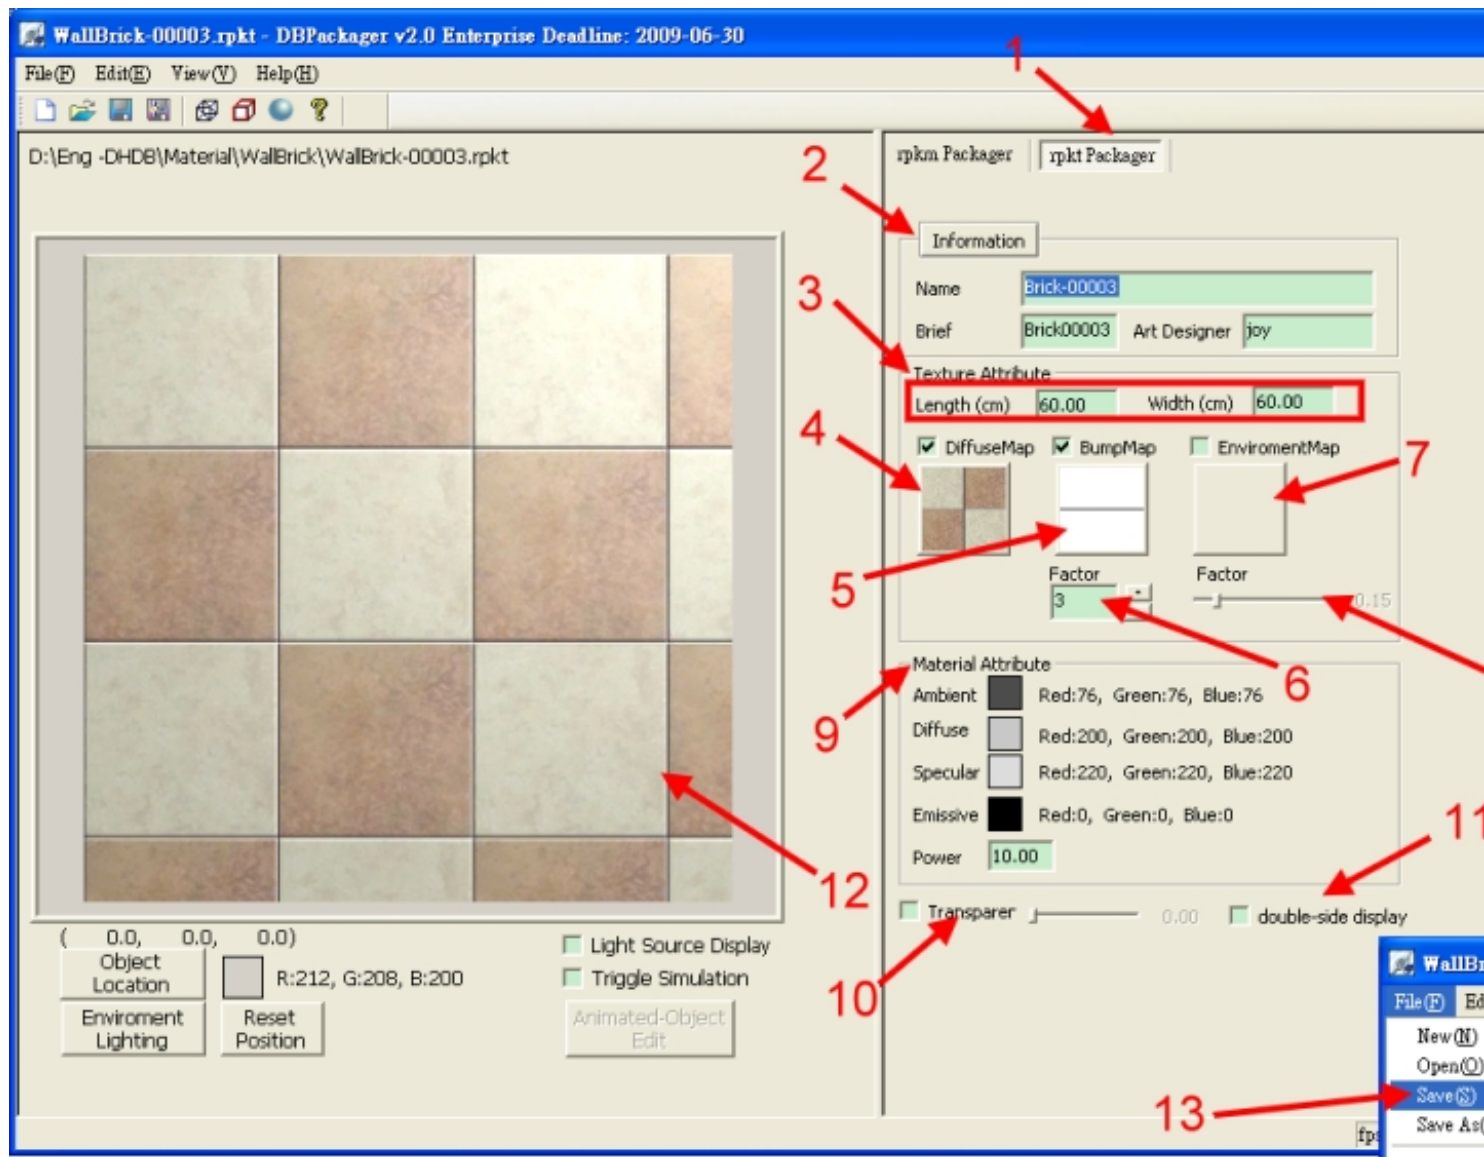 WallBrick-00003.rpkt - DBPackager v2.0 Enterprise Deadline: 2009-06-30
File(F) Edit(E) View(V) Help(H)
1
D:\Eng -DHDB\Material\WallBrick\WallBrick-00003.rpkt
rpkm Packager rpkt Packager
2
Information
Name Brick-00003
3
Brief Brick00003 Art Designer joy
Texture Attribute
Length (cm) 60.00 Width (cm) 60.00
4
DiffuseMap BumpMap EnviromentMap
7
5
Factor Factor
3 0.15
6
Material Attribute
Ambient Red:76, Green:76, Blue:76
9
Diffuse Red:200, Green:200, Blue:200
Specular Red:220, Green:220, Blue:220
Emissive Red:0, Green:0, Blue:0
11
Power 10.00
12
Transparer 0.00 double-side display
10
( 0.0, 0.0, 0.0)
Object Location
R:212, G:208, B:200
Light Source Display
Triggle Simulation
Enviroment Lighting
Reset Position
Animated-Object Edit
WallBr
File(F) Ed
New(N)
Open(O)
Save(S)
13
Save As(
fps